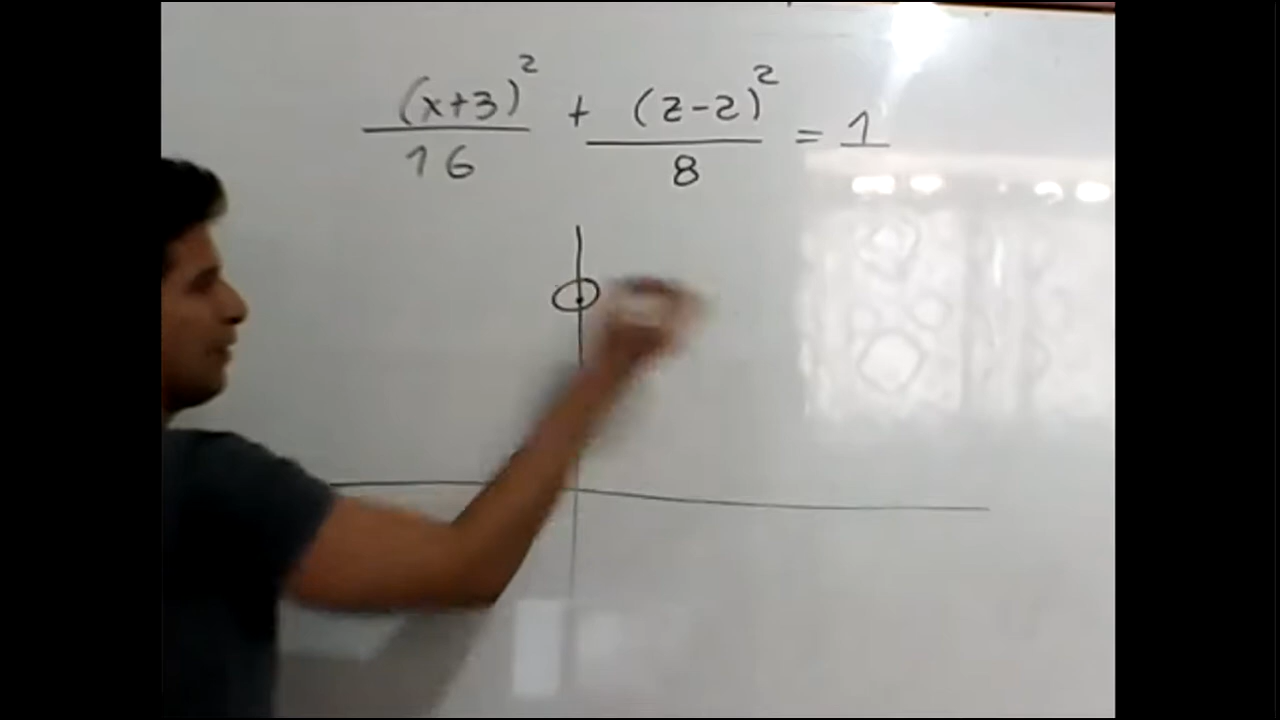 (x+3)²/16 + (z-2)²/8 = 1